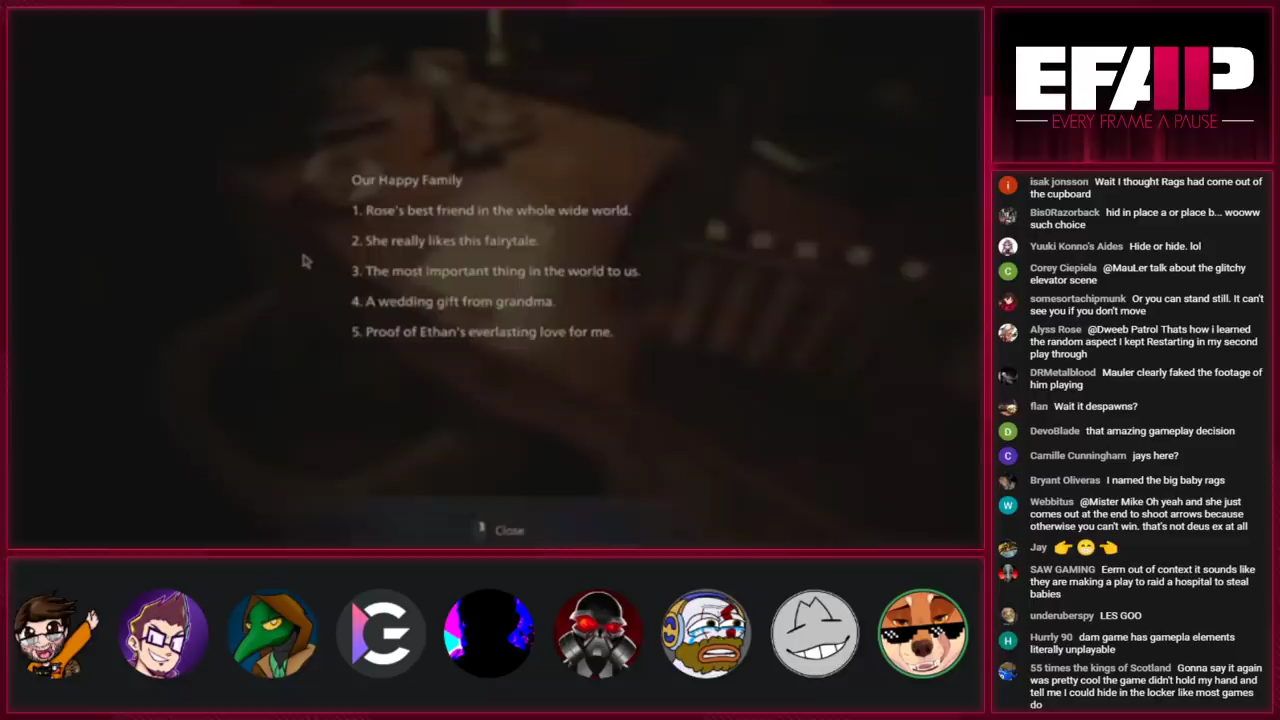 Our Happy Family
1. Rose's best friend in the whole wide world.
2. She really likes this fairytale.
3. The most important thing in the world to us.
4. A wedding gift from grandma.
5. Proof of Ethan's everlasting love for me.
Close
EFAP
EVERY FRAME A PAUSE
isak jonsson Wait I thought Rags had come out of
the cupboard
Bis0Razorback hid in place a or place b... wooww
such choice
Yuuki Konno's Aides Hide or hide. lol
C
Corey Ciepiela @MauLer talk about the glitchy
elevator scene
somesortachipmunk Or you can stand still. It can't
see you if you don't move
Alyss Rose @Dweeb Patrol Thats how i learned
the random aspect I kept Restarting in my second
play through
DRMetalblood Mauler clearly faked the footage of
him playing
flan Wait it despawns?
D DevoBlade that amazing gameplay decision
C Camille Cunningham jays here?
Bryant Oliveras I named the big baby rags
W
Webbitus @Mister Mike Oh yeah and she just
comes out at the end to shoot arrows because
otherwise you can't win. that's not deus ex at all
Jay 👉 😁 👈
SAW GAMING Eerm out of context it sounds like
they are making a play to raid a hospital to steal
babies
underuberspy LES GOO
H
Hurrly 90 dam game has gamepla elements
literally unplayable
55 times the kings of Scotland Gonna say it again
was pretty cool the game didn't hold my hand and
tell me I could hide in the locker like most games
do